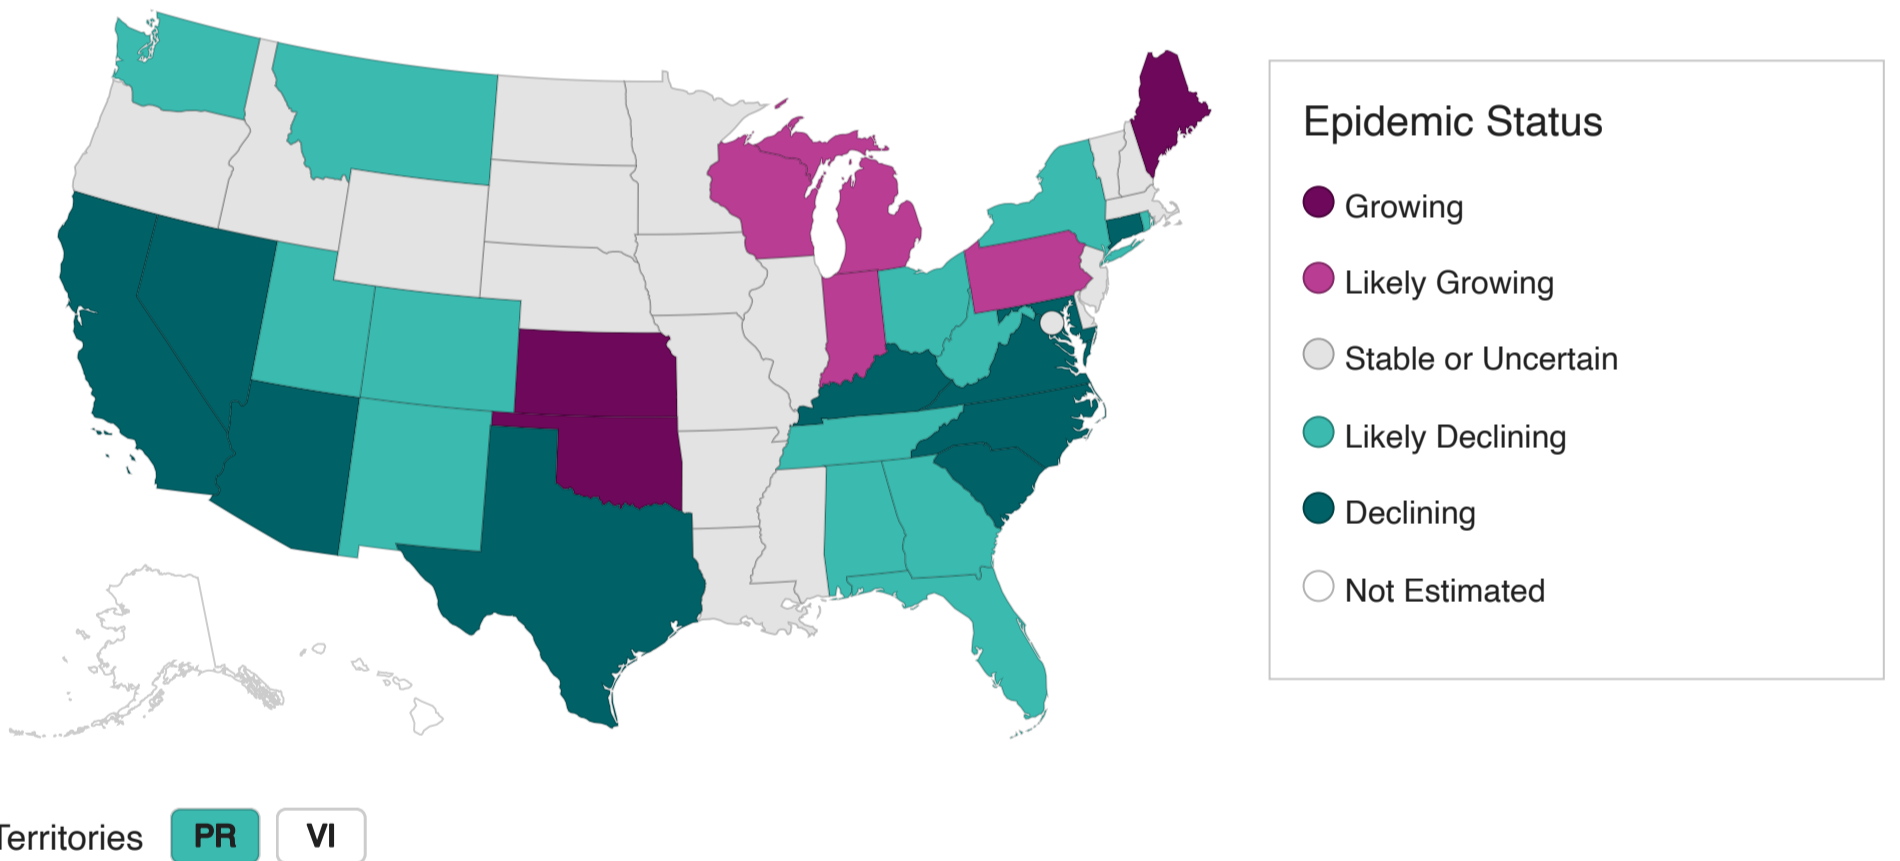 Epidemic Status
Growing
Likely Growing
Stable or Uncertain
Likely Declining
Declining
Not Estimated
Territories PR VI